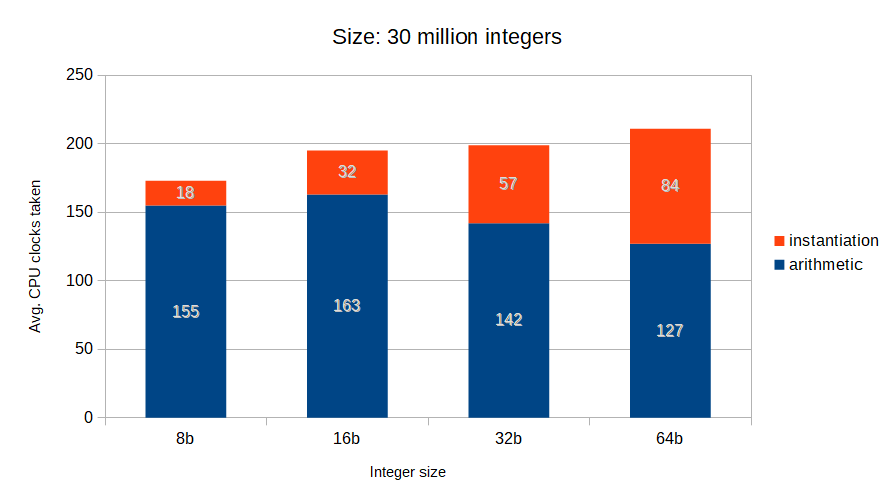 Size: 30 million integers
250
200
150
100
50
0
Avg. CPU clocks taken
18
32
57
84
155
163
142
127
instantiation
arithmetic
8b
16b
32b
64b
Integer size